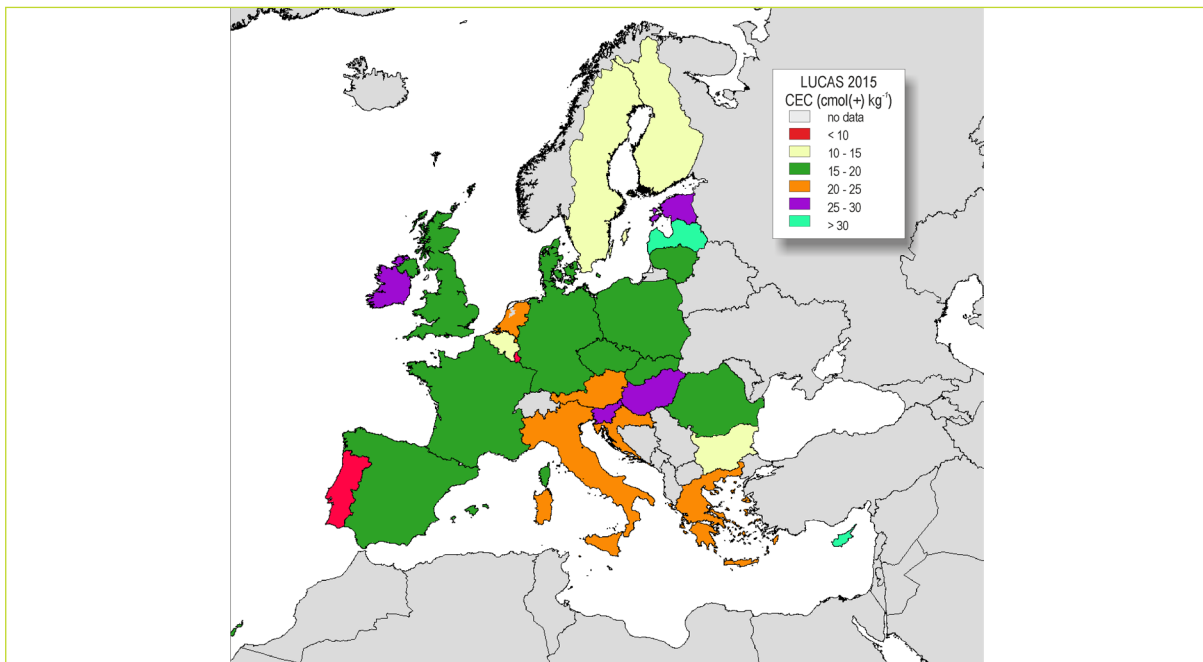 LUCAS 2015
CEC (cmol(+) kg⁻¹)
no data
< 10
10 - 15
15 - 20
20 - 25
25 - 30
> 30